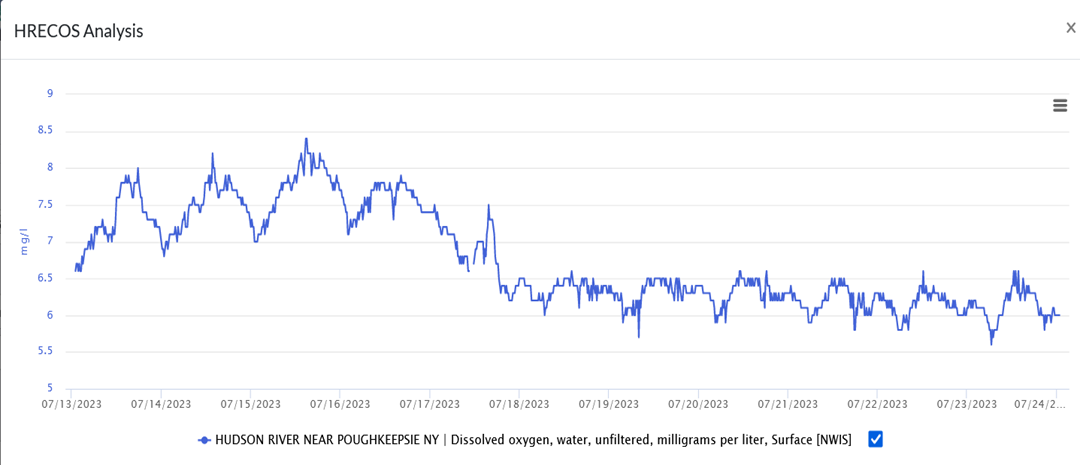 HRECOS Analysis
X
9
8.5
8
7.5
7
6.5
6
5.5
5
mg/l
07/13/2023 07/14/2023 07/15/2023 07/16/2023 07/17/2023 07/18/2023 07/19/2023 07/20/2023 07/21/2023 07/22/2023 07/23/2023 07/24/2...
HUDSON RIVER NEAR POUGHKEEPSIE NY | Dissolved oxygen, water, unfiltered, milligrams per liter, Surface [NWIS]